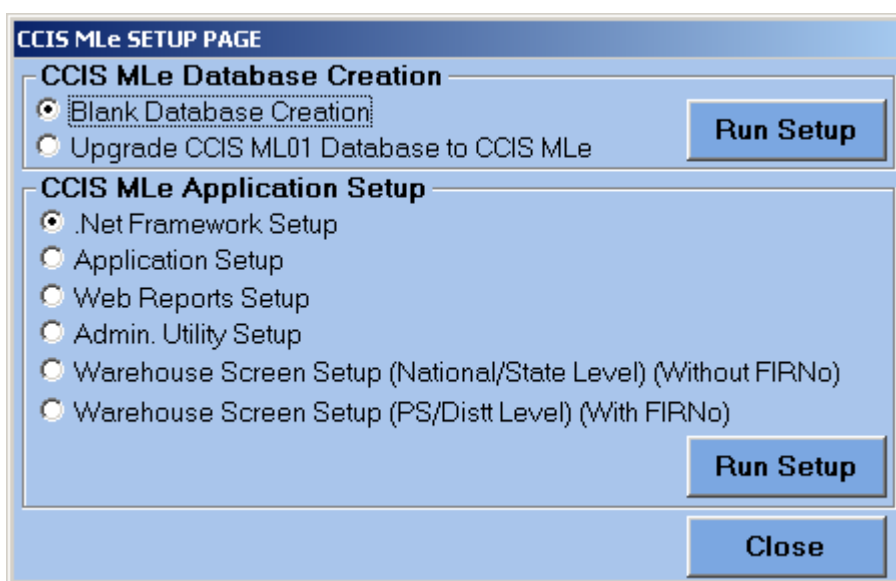 CCIS MLe SETUP PAGE
CCIS MLe Database Creation
Blank Database Creation
Upgrade CCIS ML01 Database to CCIS MLe
Run Setup
CCIS MLe Application Setup
.Net Framework Setup
Application Setup
Web Reports Setup
Admin. Utility Setup
Warehouse Screen Setup (National/State Level) (Without FIRNo)
Warehouse Screen Setup (PS/Distt Level) (With FIRNo)
Run Setup
Close